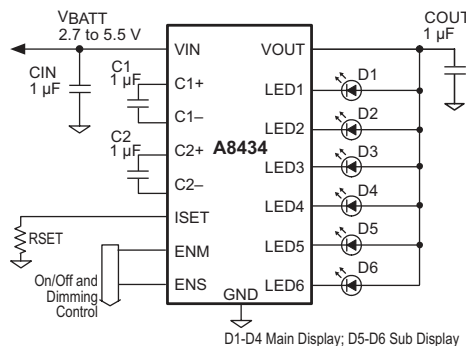 VBATT
2.7 to 5.5 V
CIN
1 µF
C1
1 µF
C2
1 µF
RSET
On/Off and
Dimming
Control
VIN
C1+
C1–
C2+
C2–
ISET
ENM
ENS
A8434
GND
VOUT
LED1
LED2
LED3
LED4
LED5
LED6
D1
D2
D3
D4
D5
D6
COUT
1 µF
D1-D4 Main Display; D5-D6 Sub Display